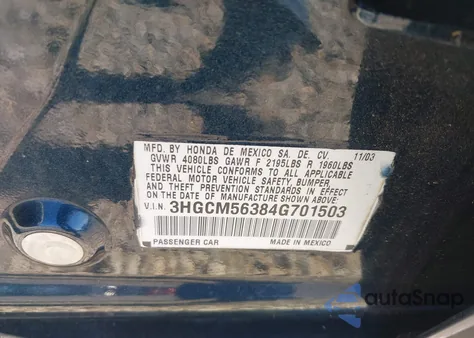 MFD. BY HONDA DE MEXICO SA. DE. CV. 11/03
GVWR 4080LBS GAWR F 2195LBS R 1960LBS
THIS VEHICLE CONFORMS TO ALL APPLICABLE
FEDERAL MOTOR VEHICLE SAFETY, BUMPER,
AND THEFT PREVENTION STANDARDS IN EFFECT
ON THE DATE OF MANUFACTURE SHOWN ABOVE.
V.I.N. 3HGCM56384G701503
PASSENGER CAR MADE IN MEXICO
autoSnap